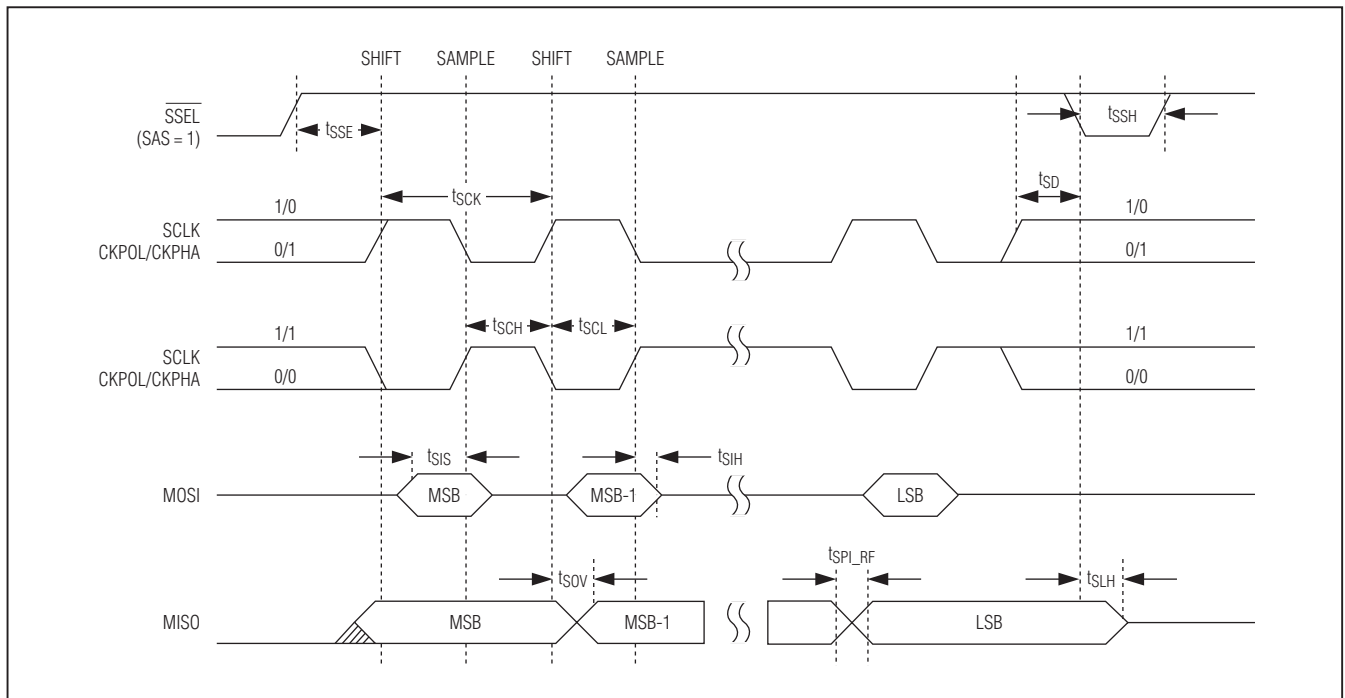 SHIFT SAMPLE SHIFT SAMPLE
SSEL
(SAS = 1)
tSSE
tSSH
tSCK
tSD
1/0
1/0
SCLK
CKPOL/CKPHA
0/1
0/1
tSCH
tSCL
1/1
1/1
SCLK
CKPOL/CKPHA
0/0
0/0
tSIS
tSIH
MOSI
MSB
MSB-1
LSB
tSPI_RF
tSOV
tSLH
MISO
MSB
MSB-1
LSB